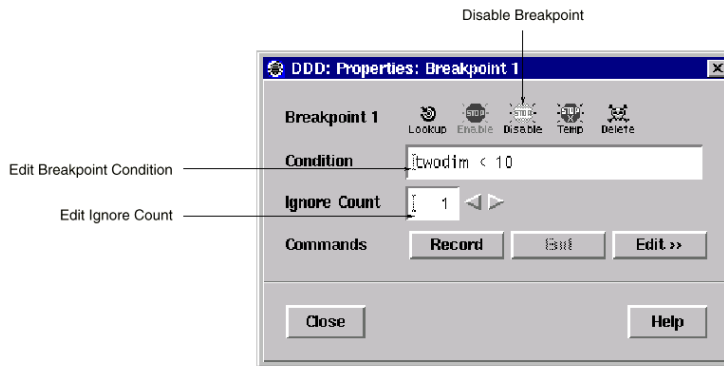 Disable Breakpoint
DDD: Properties: Breakpoint 1
Breakpoint 1
Lookup Enable Disable Temp Delete
Edit Breakpoint Condition
Condition
twodim < 10
Edit Ignore Count
Ignore Count
1
Commands
Record
End
Edit >>
Close
Help